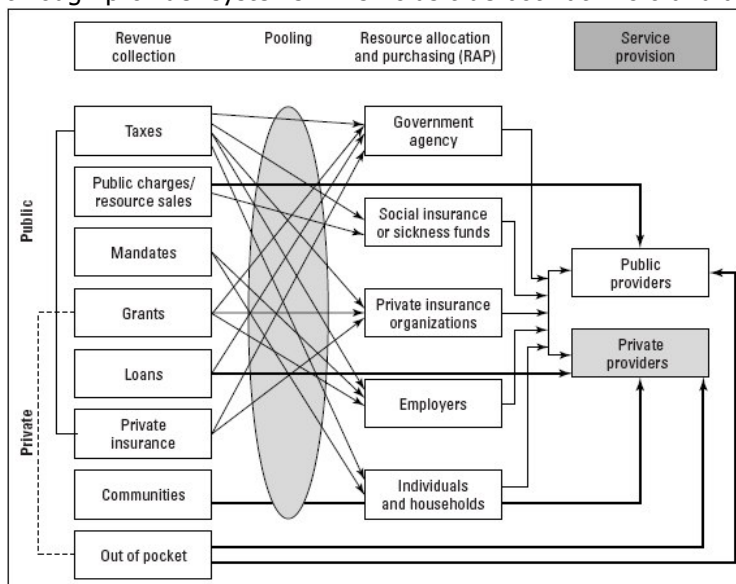 provider
Revenue
collection
Pooling
Resource allocation
and purchasing (RAP)
Service
provision
Taxes
Government
agency
Public charges/
resource sales
Social insurance
or sickness funds
Public
Mandates
Public
providers
Grants
Private insurance
organizations
Private
providers
Loans
Employers
Private
Private
insurance
Communities
Individuals
and households
Out of pocket